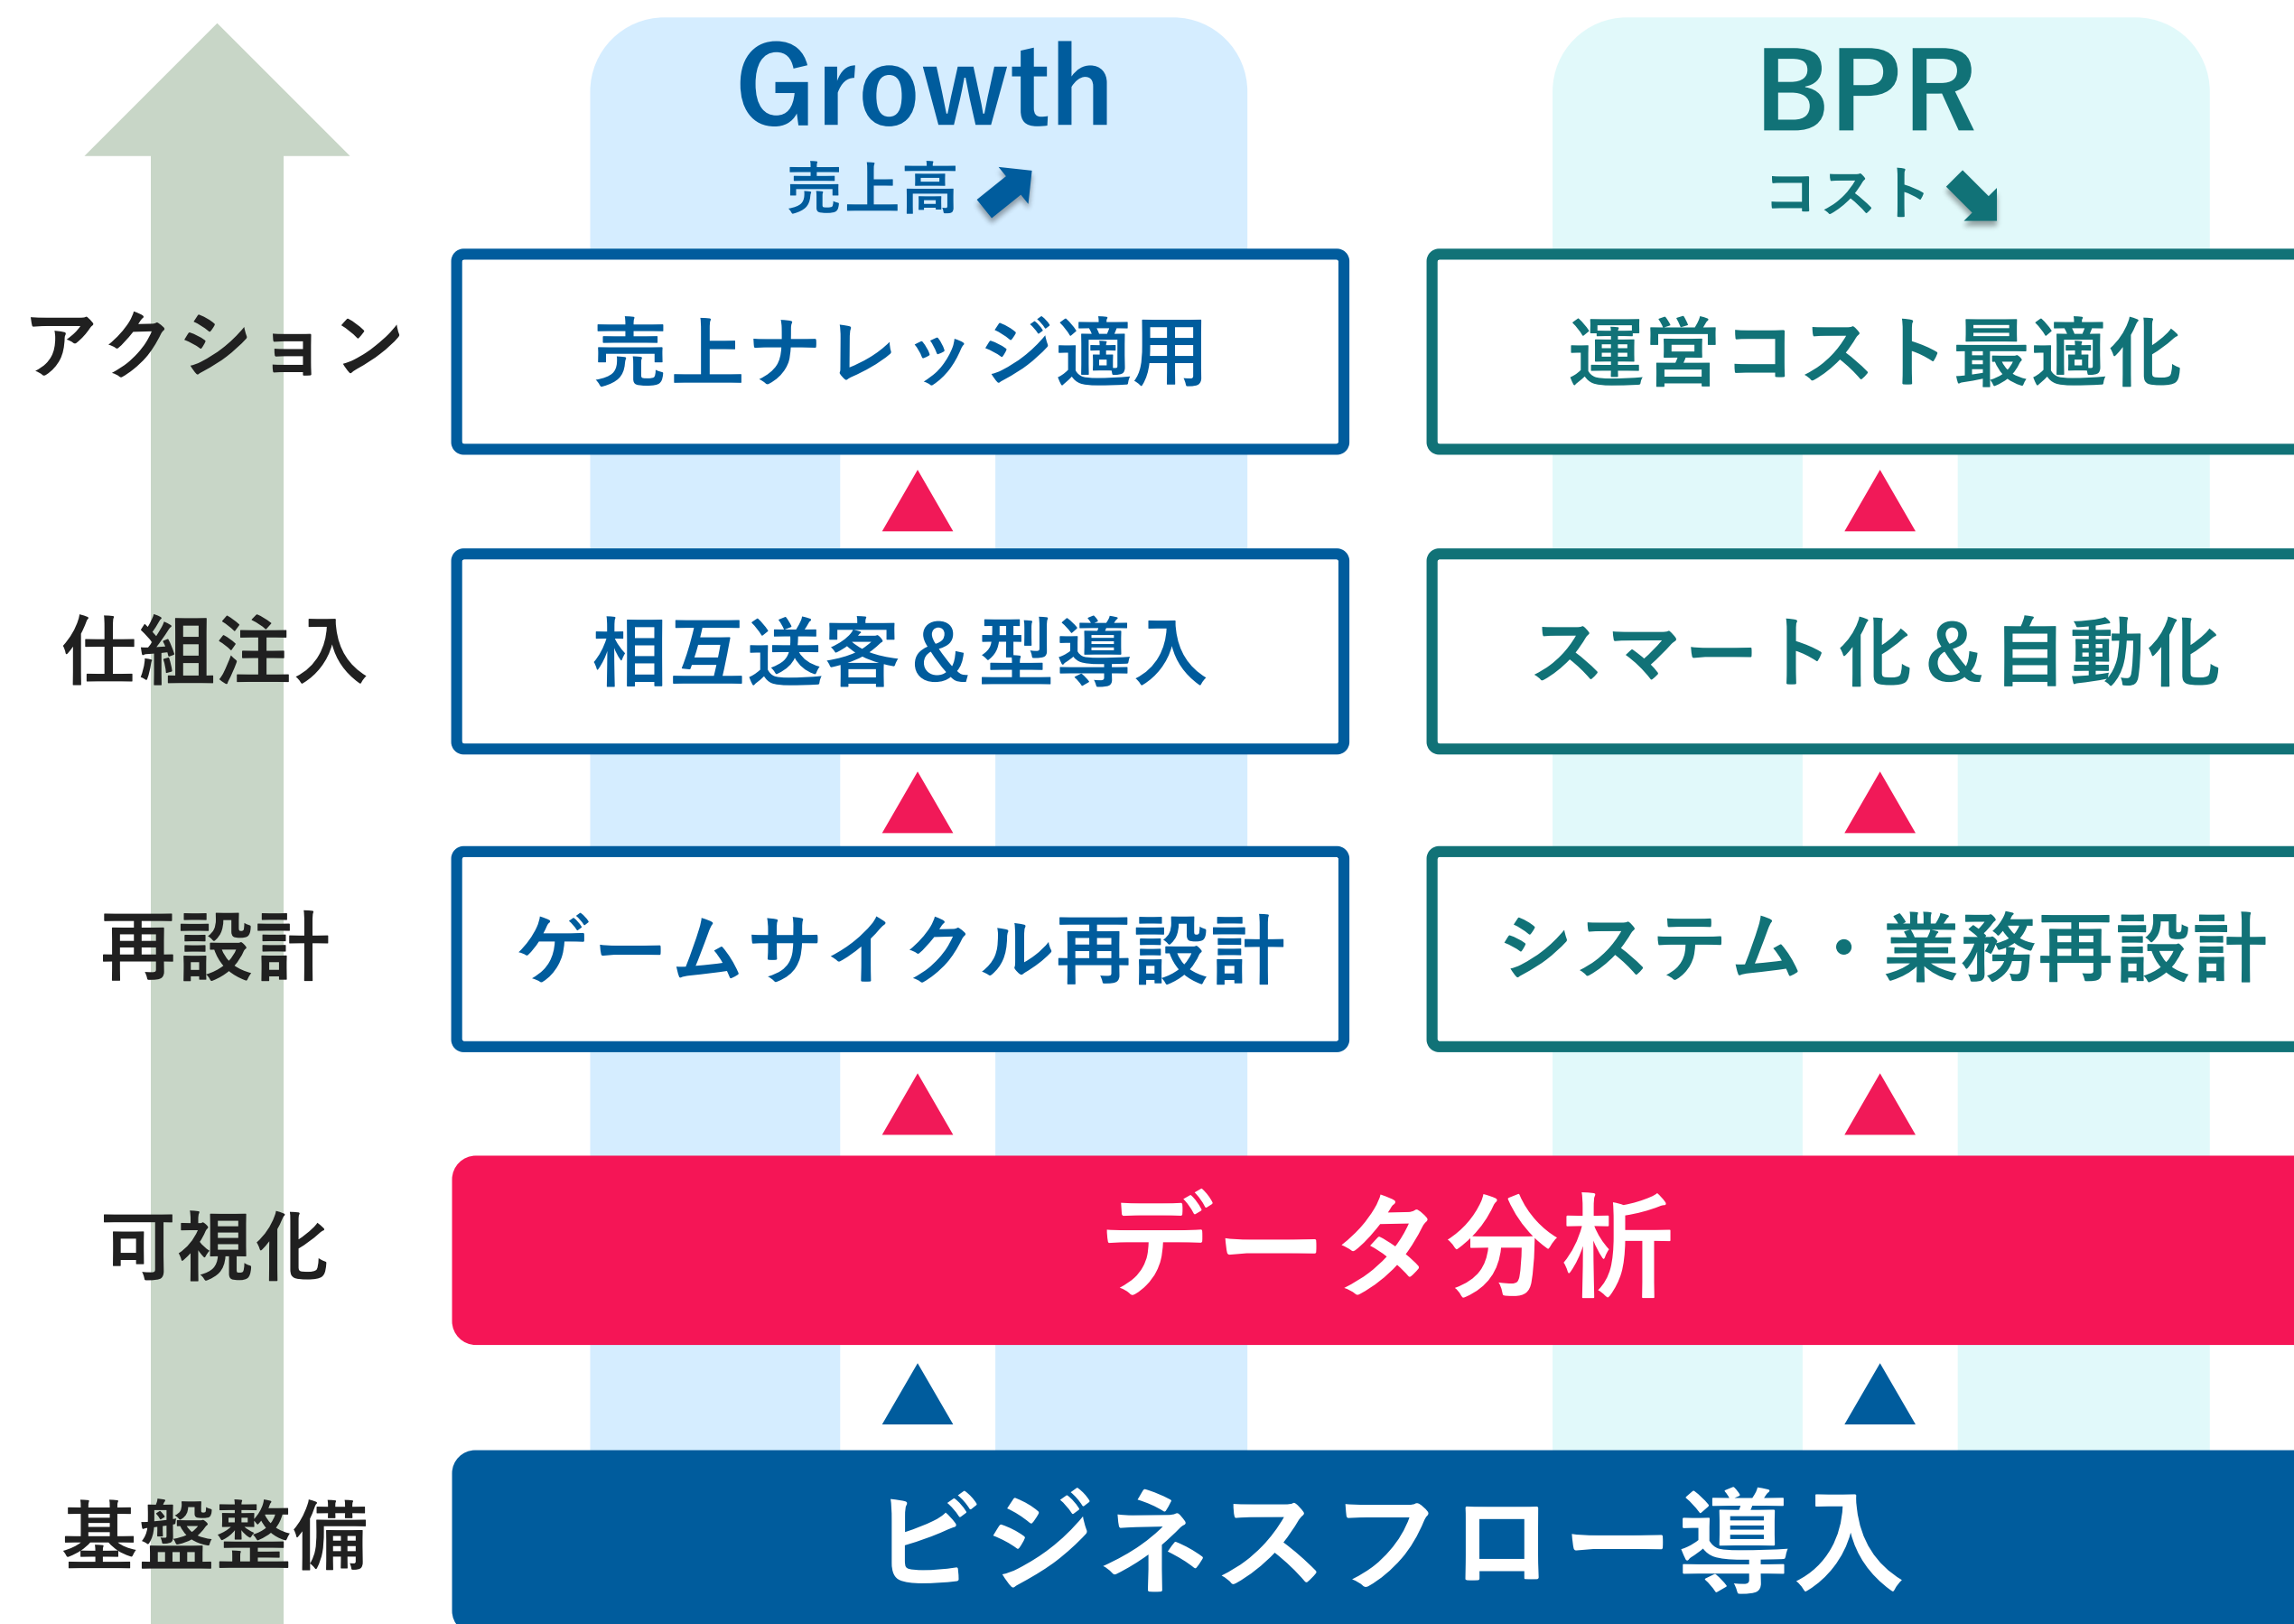 Growth
BPR
売上高
コスト
アクション
売上ナレッジ適用
運営コスト最適化
仕組注入
相互送客&型導入
スマート化&自動化
再設計
ゲームサイクル再設計
システム・業務再設計
可視化
データ分析
基盤整備
ビジネスフロー導入